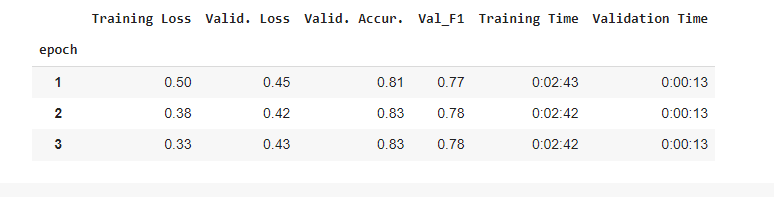 Training Loss Valid. Loss Valid. Accur. Val_F1 Training Time Validation Time
epoch
1 0.50 0.45 0.81 0.77 0:02:43 0:00:13
2 0.38 0.42 0.83 0.78 0:02:42 0:00:13
3 0.33 0.43 0.83 0.78 0:02:42 0:00:13